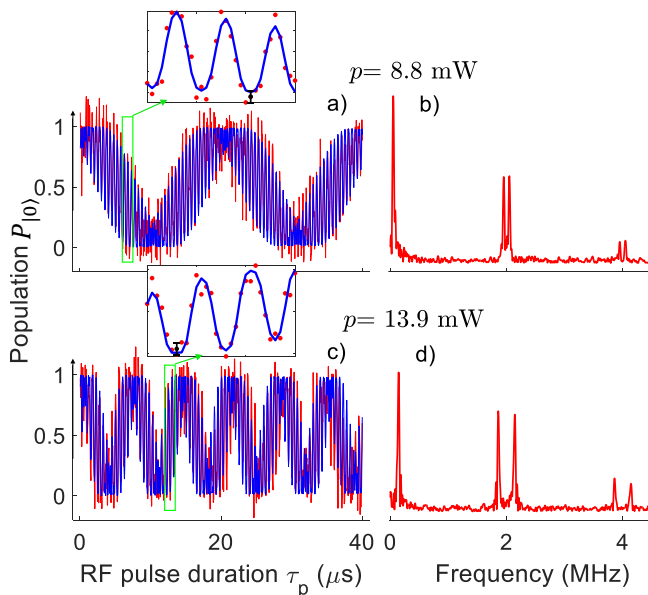 p= 8.8 mW
a)
b)
1
0.5
0
p= 13.9 mW
c)
d)
1
0.5
0
Population P|0⟩
0
20
40
0
2
4
RF pulse duration τp (μs)
Frequency (MHz)